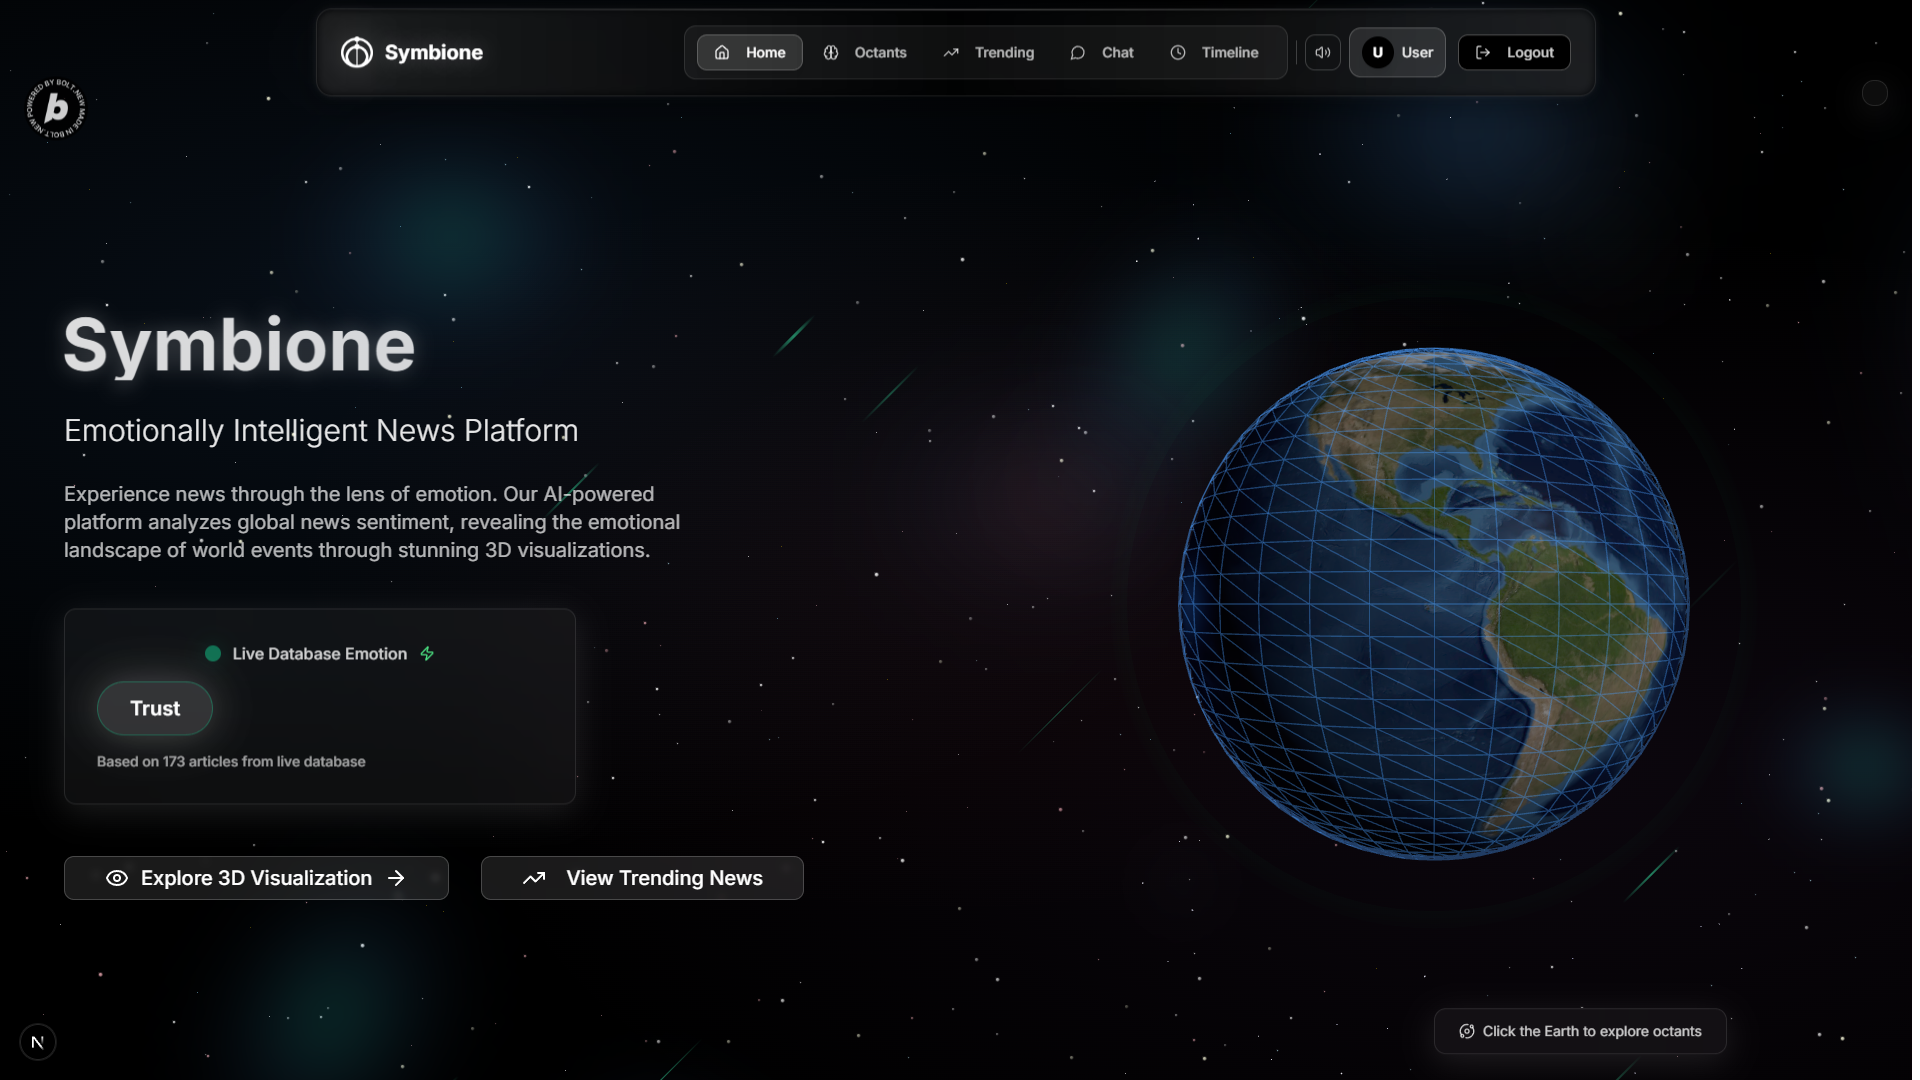 Symbione
Home
Octants
Trending
Chat
Timeline
U User
Logout
POWERED BY BOLT.NEW MADE IN BOLT.NEW
b
Symbione
Emotionally Intelligent News Platform
Experience news through the lens of emotion. Our AI-powered
platform analyzes global news sentiment, revealing the emotional
landscape of world events through stunning 3D visualizations.
Live Database Emotion
Trust
Based on 173 articles from live database
Explore 3D Visualization
View Trending News
N
Click the Earth to explore octants